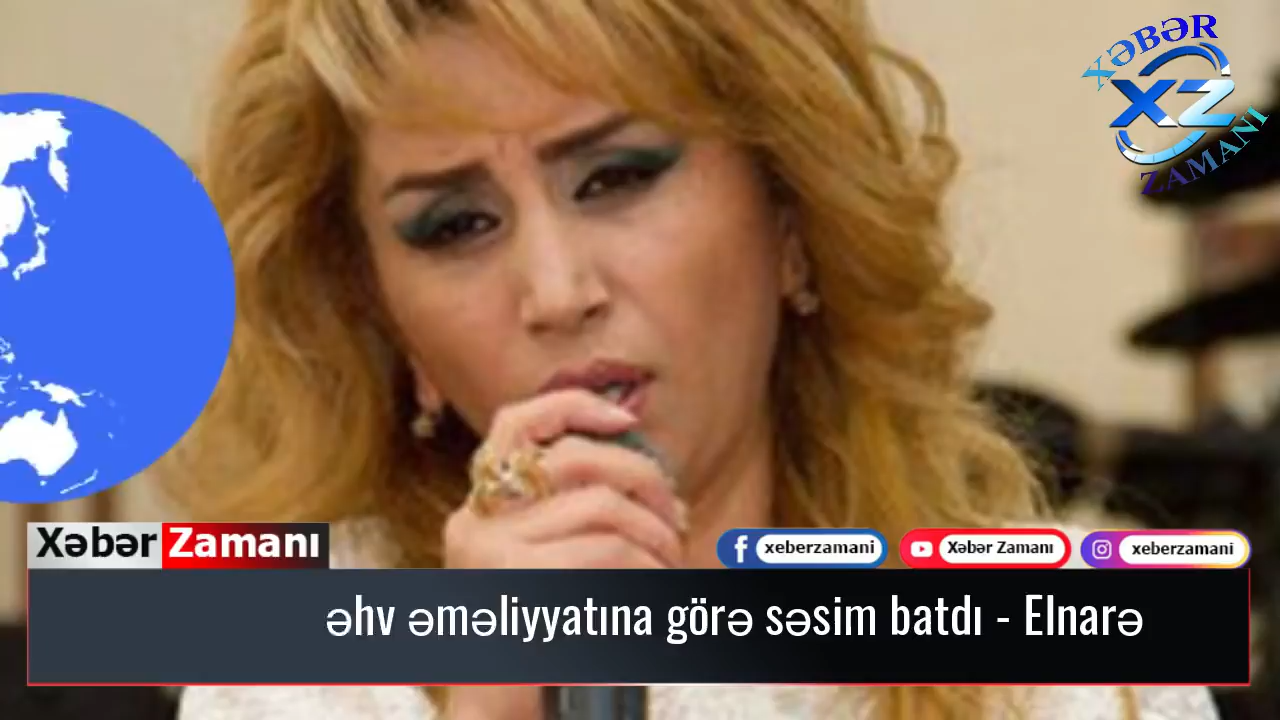 XƏBƏR
XZ
ZAMANI
Xəbər Zamanı
xeberzamani
Xəbər Zamanı
xeberzamani
əhv əməliyyatına görə səsim batdı - Elnarə